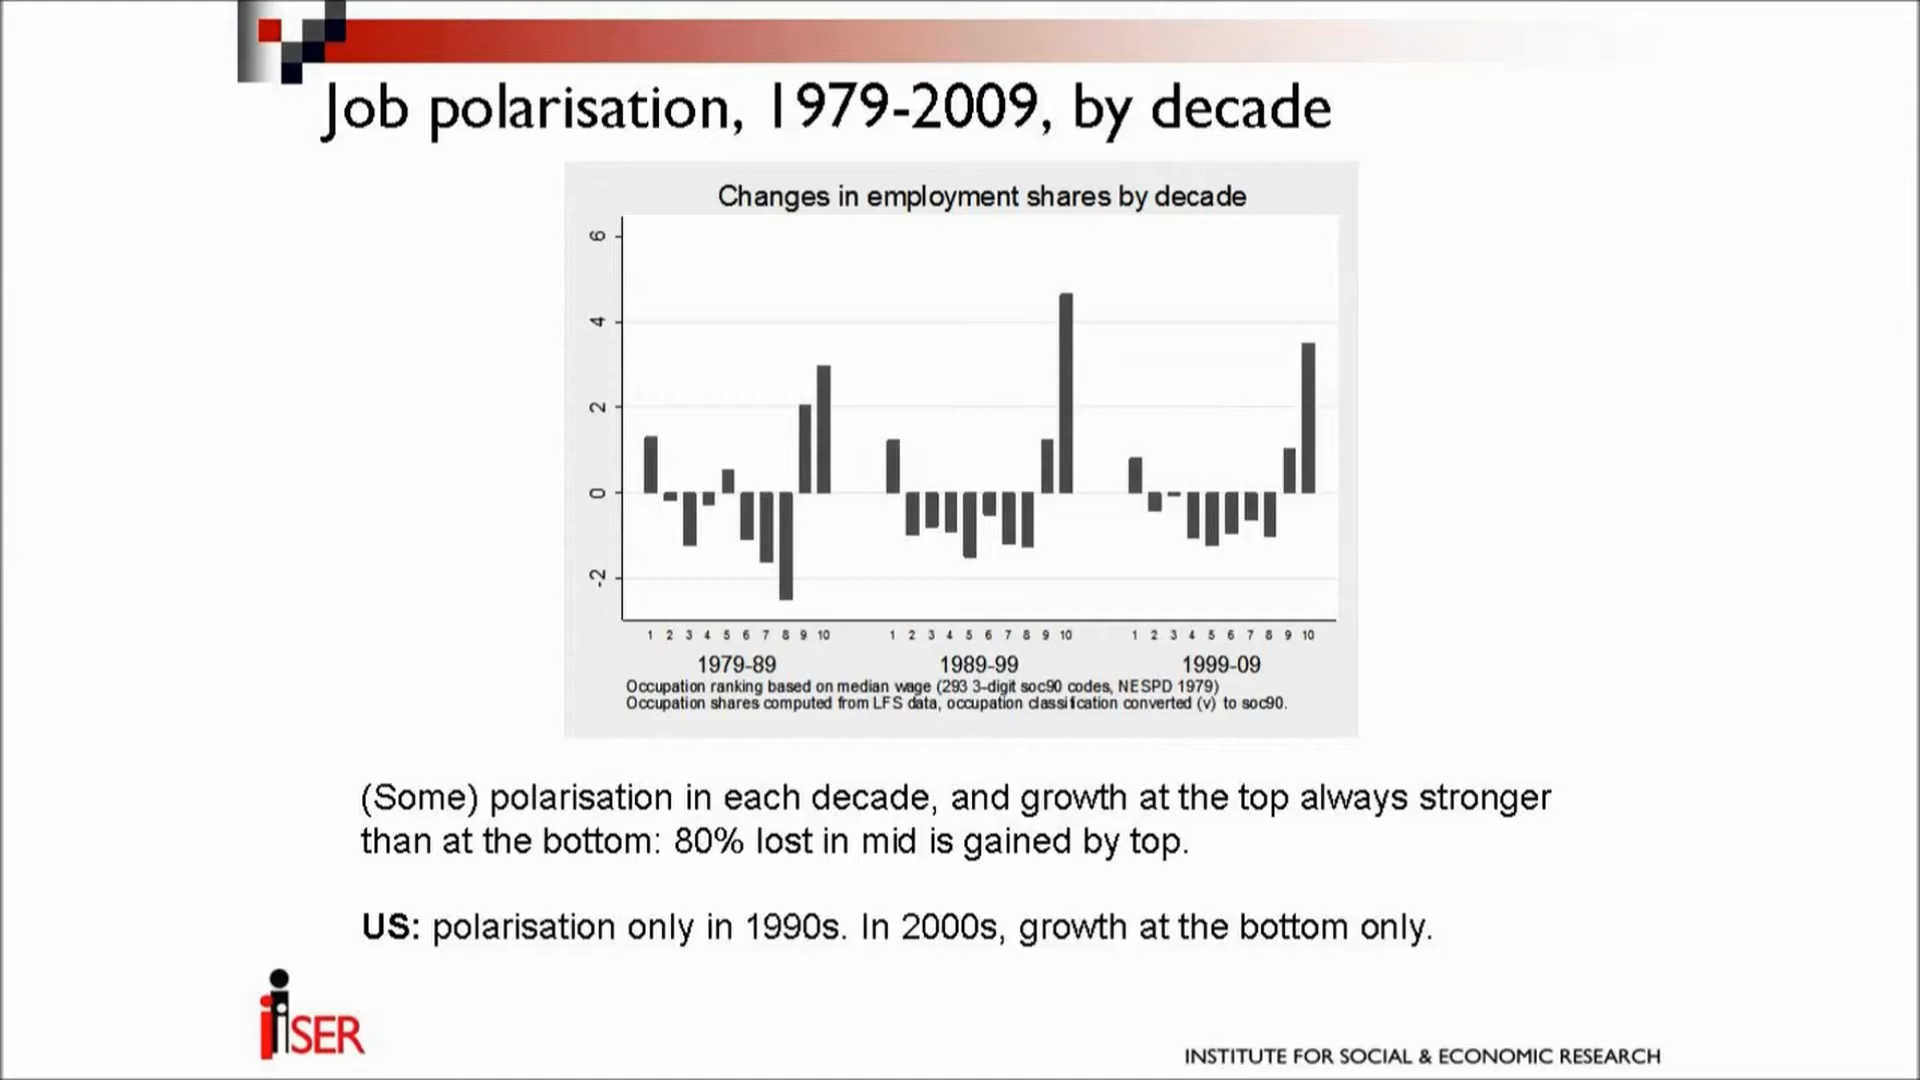 Job polarisation, 1979-2009, by decade
Changes in employment shares by decade
6
4
2
0
-2
1 2 3 4 5 6 7 8 9 10 1 2 3 4 5 6 7 8 9 10 1 2 3 4 5 6 7 8 9 10
1979-89 1989-99 1999-09
Occupation ranking based on median wage (293 3-digit soc90 codes, NESPD 1979)
Occupation shares computed from LFS data, occupation classification converted (v) to soc90.
(Some) polarisation in each decade, and growth at the top always stronger
than at the bottom: 80% lost in mid is gained by top.
US: polarisation only in 1990s. In 2000s, growth at the bottom only.
iSER
INSTITUTE FOR SOCIAL & ECONOMIC RESEARCH